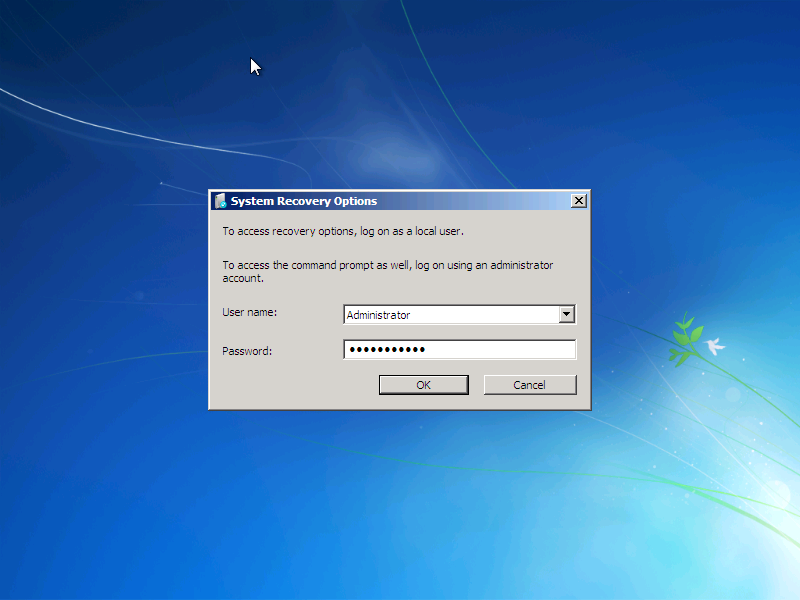 System Recovery Options
To access recovery options, log on as a local user.
To access the command prompt as well, log on using an administrator
account.
User name:
Administrator
Password:
●●●●●●●●●●●
OK
Cancel